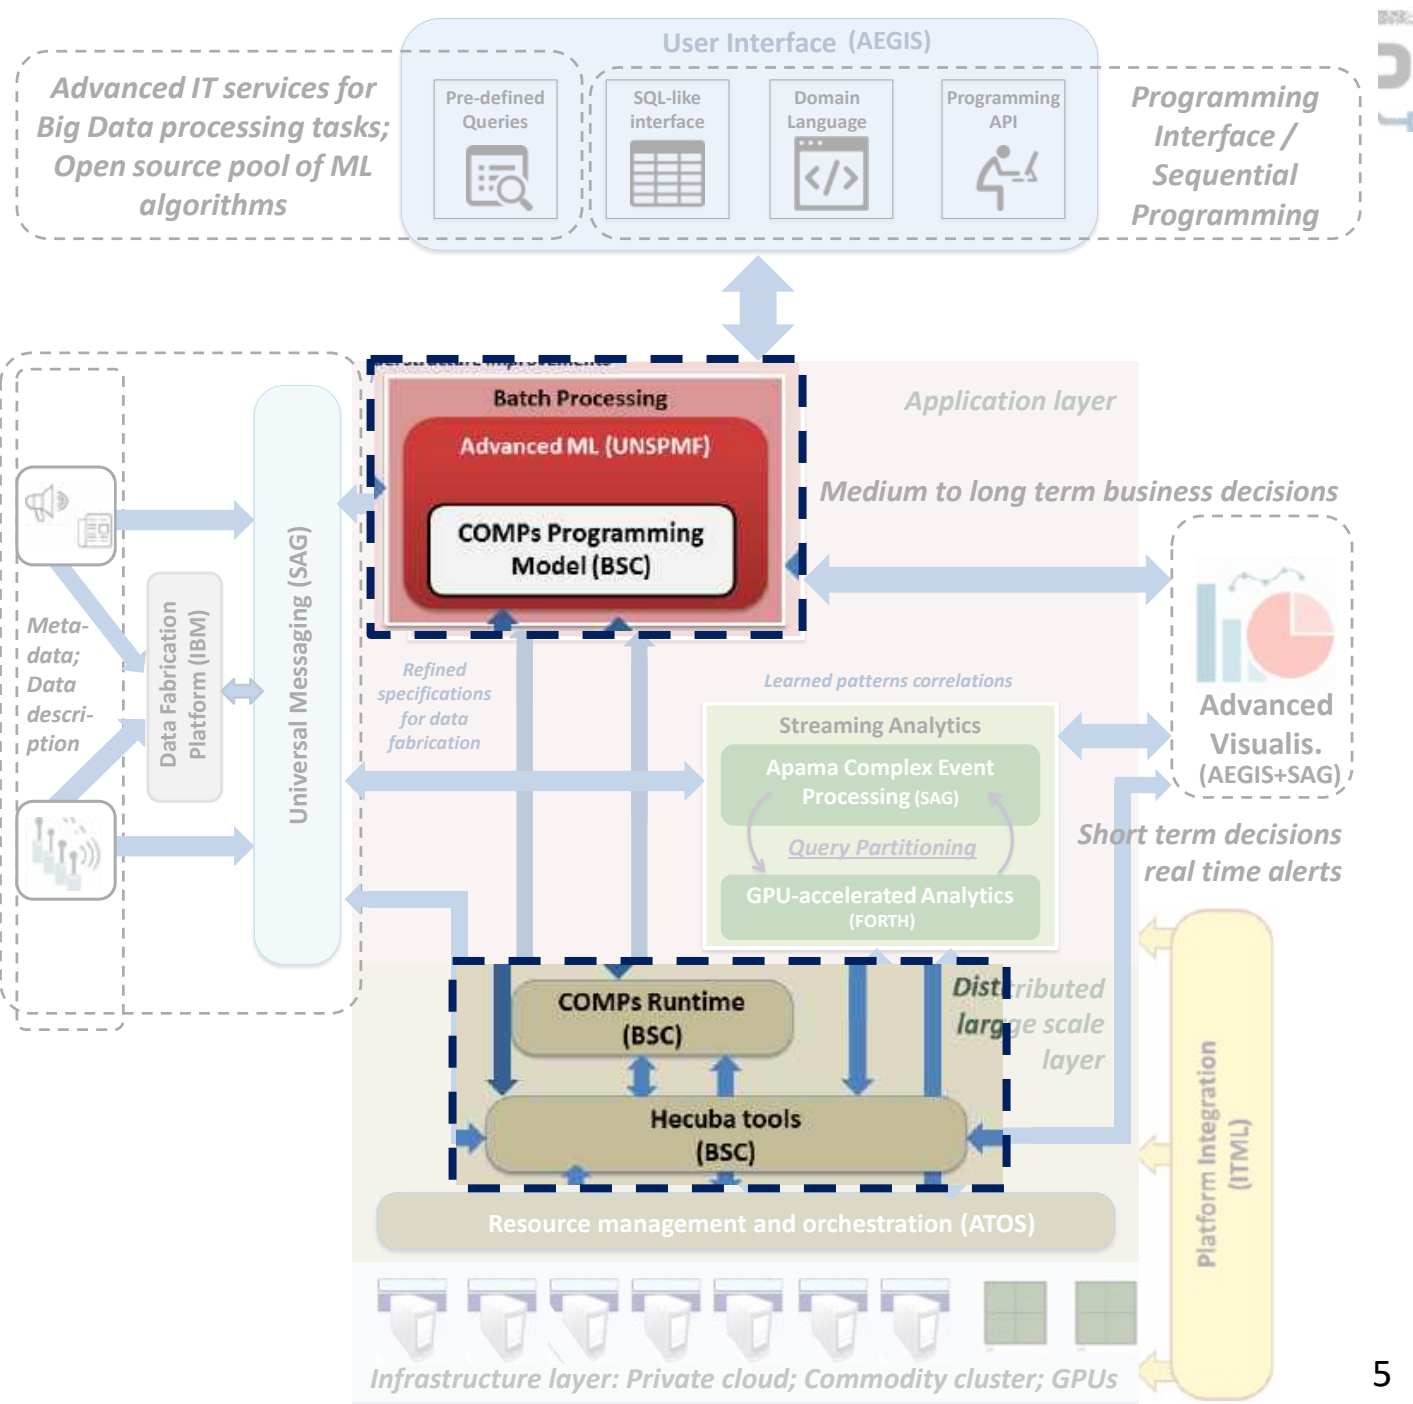 User Interface (AEGIS)
Advanced IT services for
Big Data processing tasks;
Open source pool of ML
algorithms
Pre-defined
Queries
SQL-like
interface
Domain
Language
Programming
API
Programming
Interface /
Sequential
Programming
Batch Processing
Advanced ML (UNSPMF)
COMPs Programming
Model (BSC)
Application layer
Medium to long term business decisions
Universal Messaging (SAG)
Data Fabrication
Platform (IBM)
Meta-
data;
Data
descri-
ption
Refined
specifications
for data
fabrication
Learned patterns correlations
Streaming Analytics
Apama Complex Event
Processing (SAG)
Query Partitioning
GPU-accelerated Analytics
(FORTH)
Advanced
Visualis.
(AEGIS+SAG)
Short term decisions
real time alerts
COMPs Runtime
(BSC)
Hecuba tools
(BSC)
scale
layer
Platform Integration
(ITML)
Resource management and orchestration (ATOS)
Infrastructure layer: Private cloud; Commodity cluster; GPUs
5